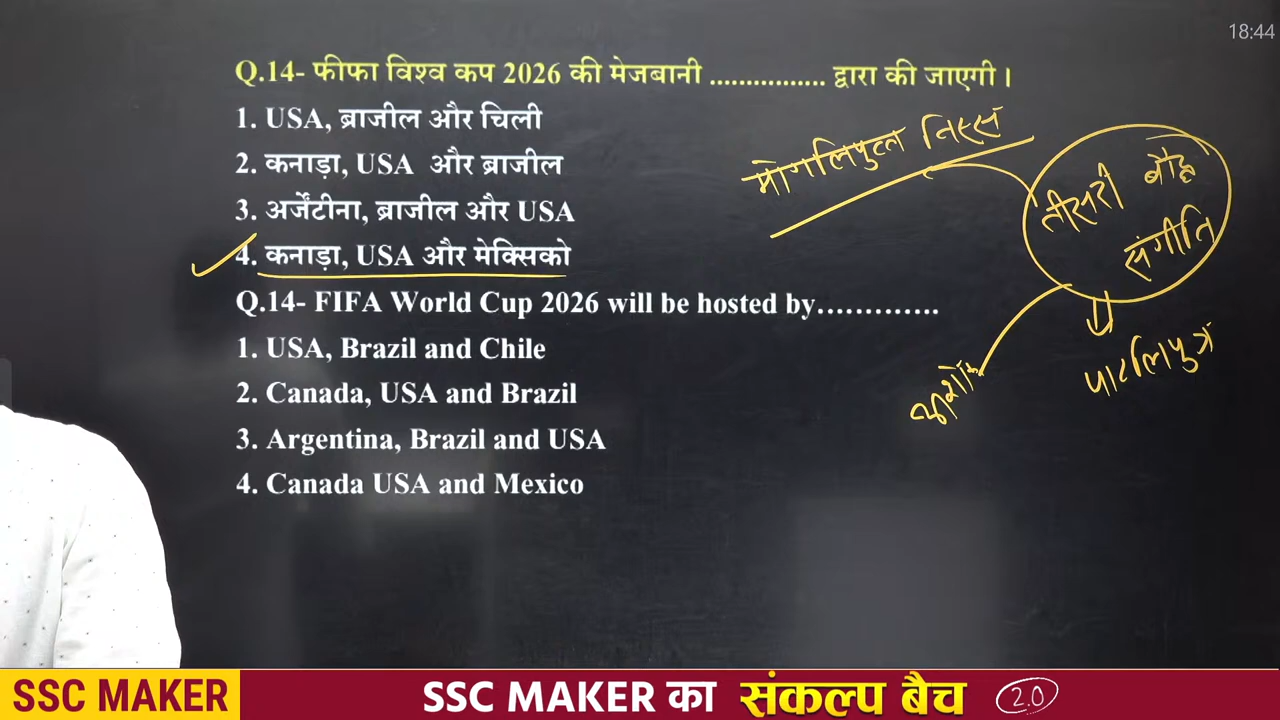 18:44
Q.14- फीफा विश्व कप 2026 की मेजबानी ................ द्वारा की जाएगी।
1. USA, ब्राजील और चिली
2. कनाड़ा, USA और ब्राजील
3. अर्जेंटीना, ब्राजील और USA
4. कनाड़ा, USA और मेक्सिको
Q.14- FIFA World Cup 2026 will be hosted by.............
1. USA, Brazil and Chile
2. Canada, USA and Brazil
3. Argentina, Brazil and USA
4. Canada USA and Mexico
मोगलिपुत्त तिस्स
तीसरी बौद्ध
संगीति
पाटलिपुत्र
अशोक
SSC MAKER
SSC MAKER का संकल्प बैच 2.0